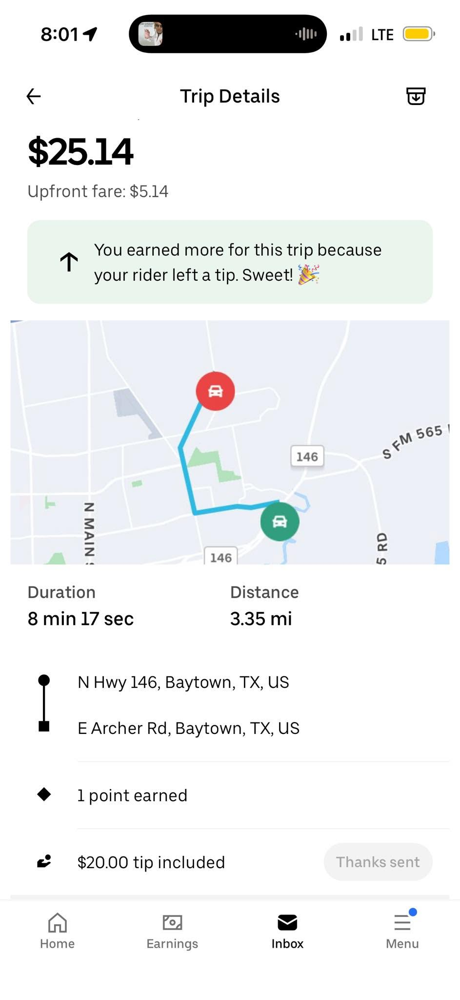 8:01
LTE
Trip Details
$25.14
Upfront fare: $5.14
You earned more for this trip because
your rider left a tip. Sweet! 🎉
146
S FM 565
N MAIN
146
5 RD
Duration
Distance
8 min 17 sec
3.35 mi
N Hwy 146, Baytown, TX, US
E Archer Rd, Baytown, TX, US
1 point earned
$20.00 tip included
Thanks sent
Home
Earnings
Inbox
Menu